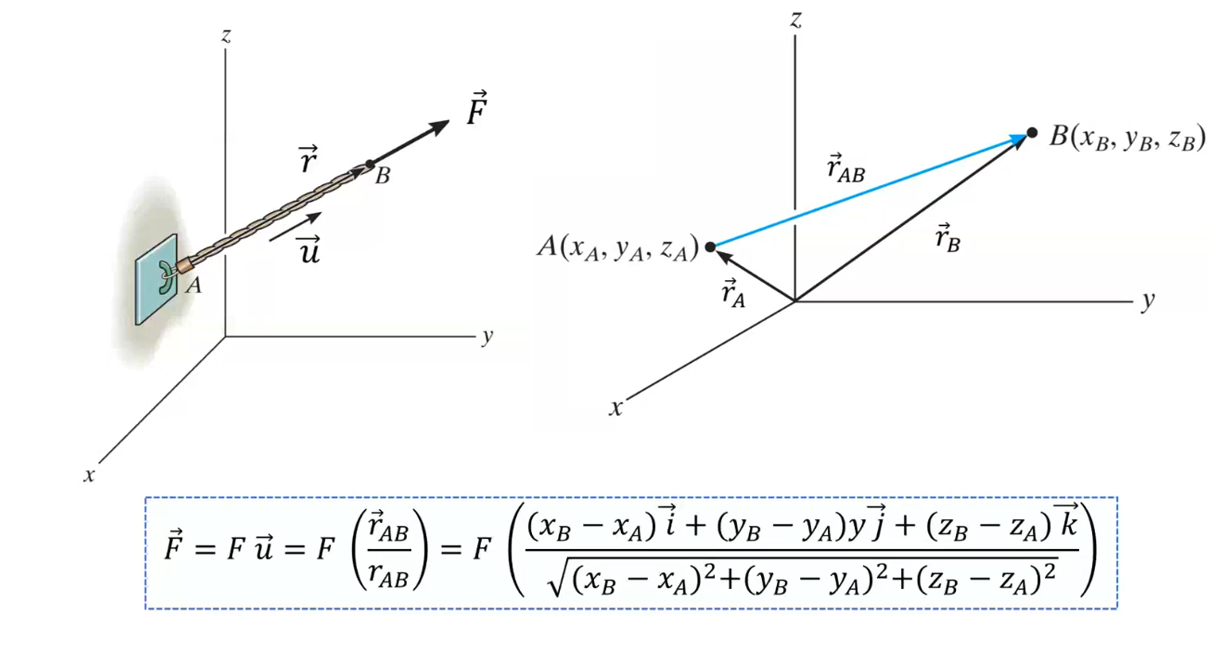 z
F⃗
r⃗
B
u⃗
A
y
x
z
B(x_B, y_B, z_B)
r⃗_AB
A(x_A, y_A, z_A)
r⃗_B
r⃗_A
y
x
F⃗ = F u⃗ = F (r⃗_AB / r_AB) = F ( ((x_B − x_A) i⃗ + (y_B − y_A)y j⃗ + (z_B − z_A) k⃗) / √((x_B − x_A)²+(y_B − y_A)²+(z_B − z_A)²) )